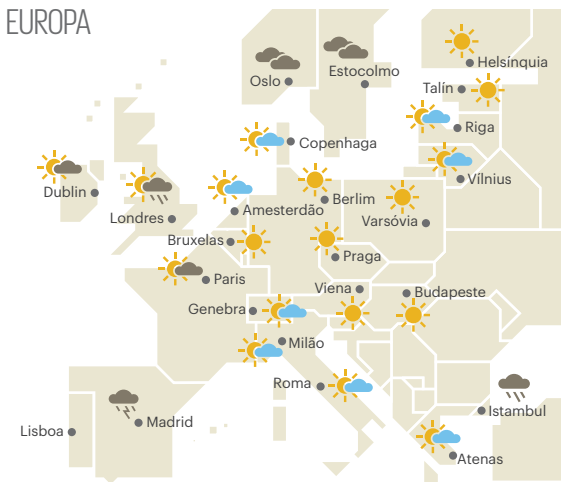 EUROPA
Helsínquia
Estocolmo
Oslo
Talín
Riga
Copenhaga
Vílnius
Dublin
Berlim
Amesterdão
Londres
Varsóvia
Bruxelas
Praga
Paris
Viena
Budapeste
Genebra
Milão
Roma
Istambul
Madrid
Lisboa
Atenas